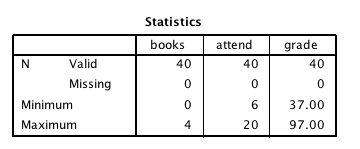 Statistics
books attend grade
N Valid 40 40 40
Missing 0 0 0
Minimum 0 6 37.00
Maximum 4 20 97.00